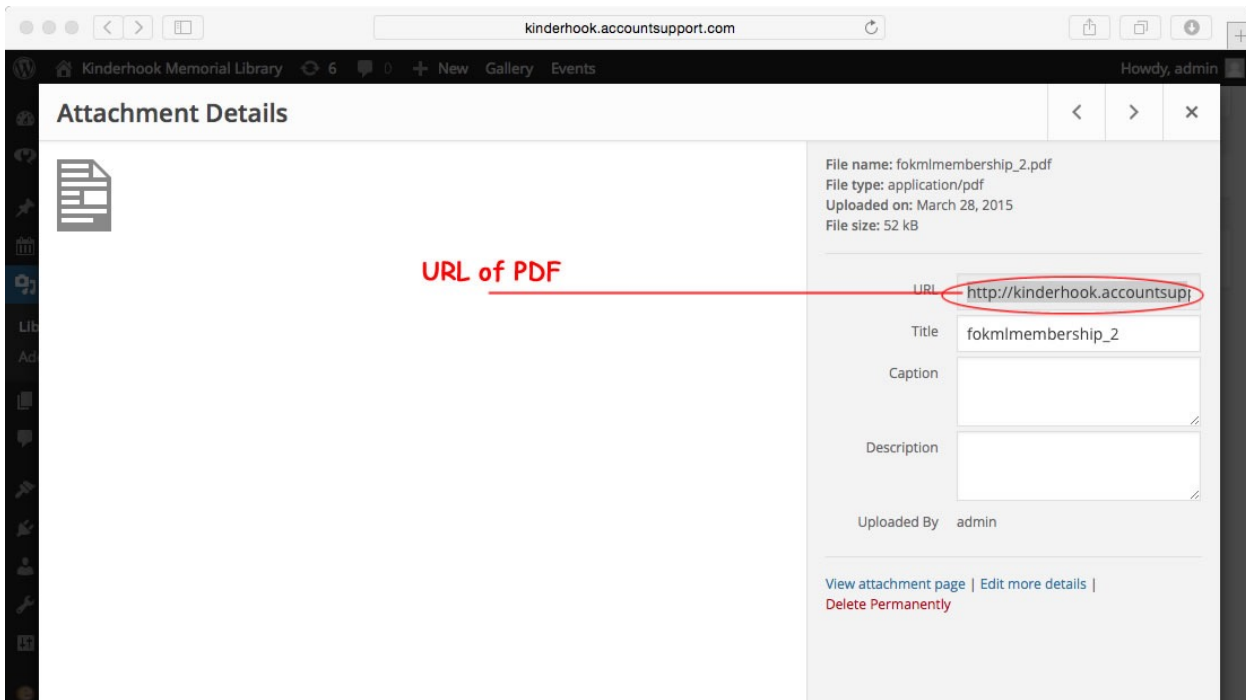 kinderhook.accountsupport.com
Kinderhook Memorial Library 6 0 + New Gallery Events Howdy, admin
Attachment Details
File name: fokmlmembership_2.pdf
File type: application/pdf
Uploaded on: March 28, 2015
File size: 52 kB
URL of PDF
URL http://kinderhook.accountsupp
Title fokmlmembership_2
Lib
Ad
Caption
Description
Uploaded By admin
View attachment page | Edit more details |
Delete Permanently